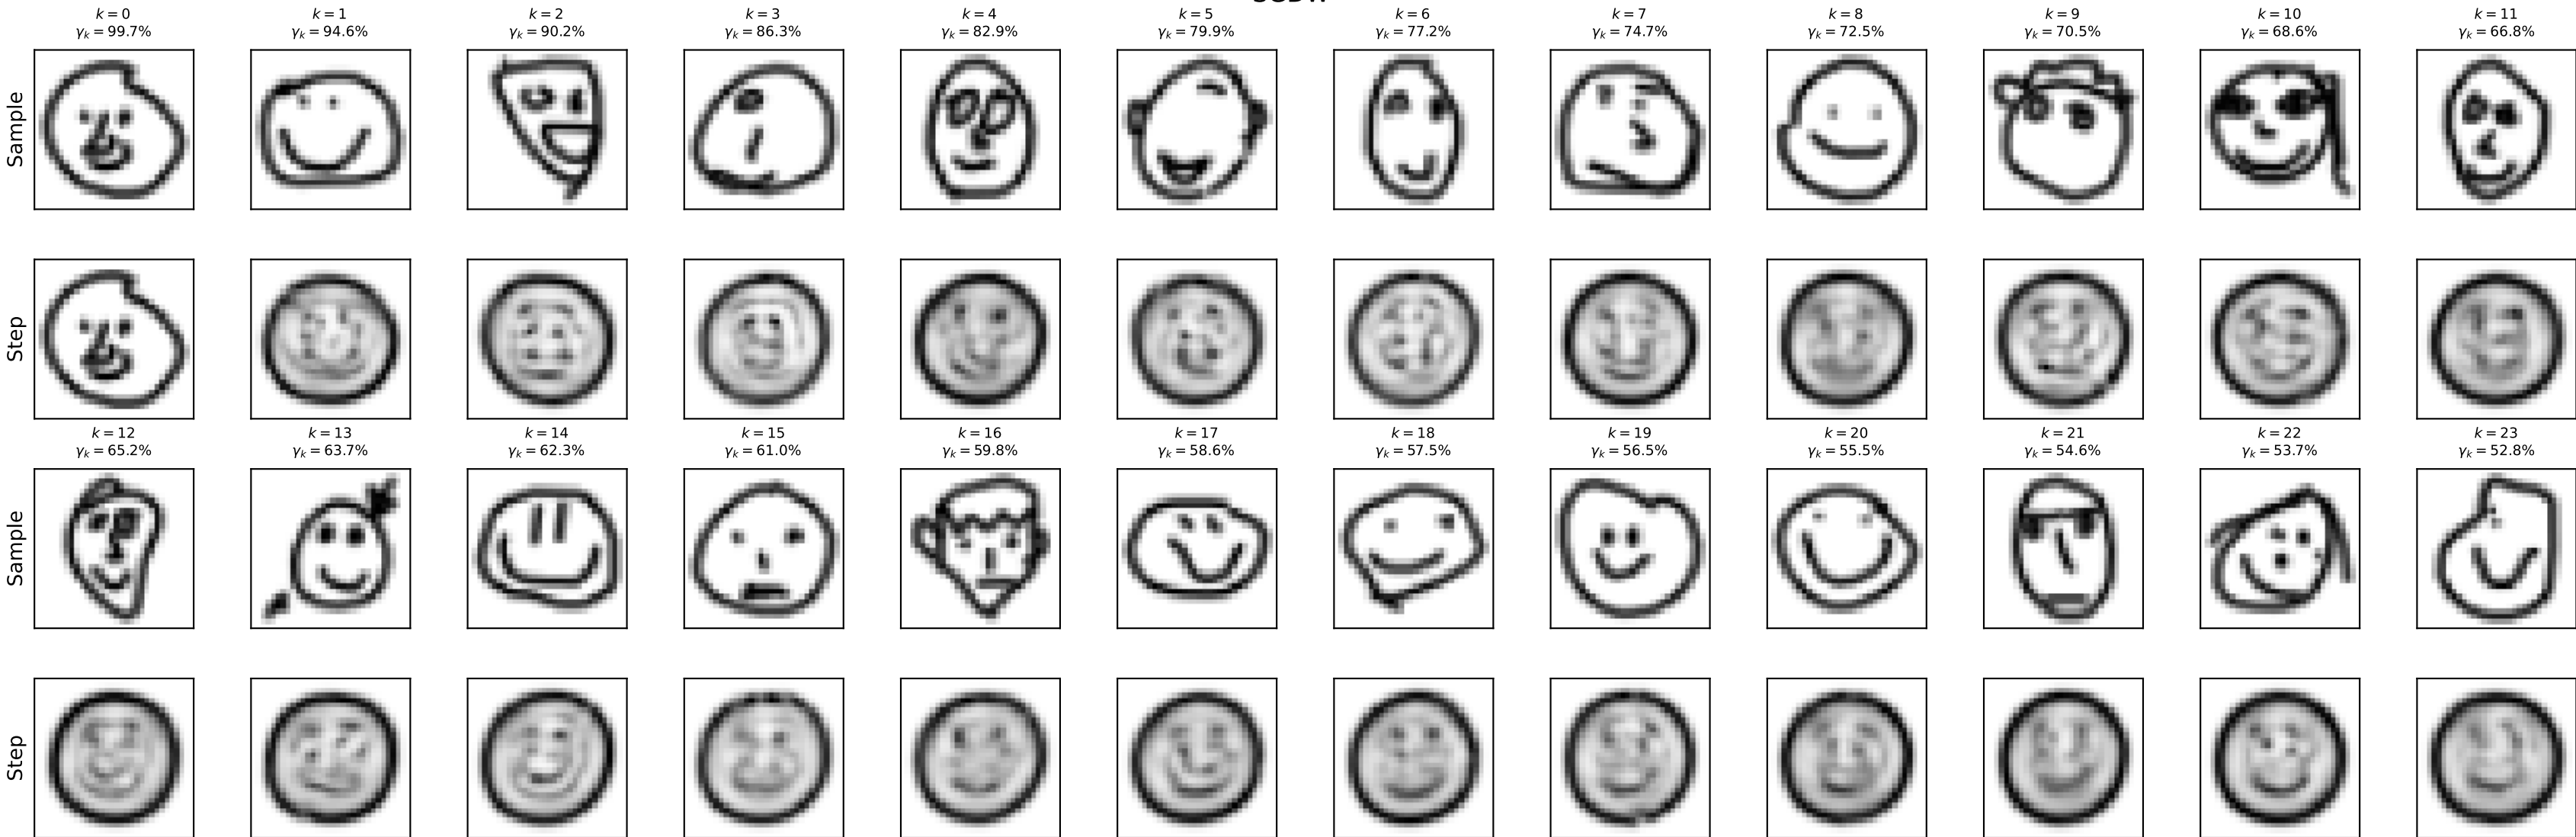 k = 0 k = 1 k = 2 k = 3 k = 4 k = 5 k = 6 k = 7 k = 8 k = 9 k = 10 k = 11
γk = 99.7% γk = 94.6% γk = 90.2% γk = 86.3% γk = 82.9% γk = 79.9% γk = 77.2% γk = 74.7% γk = 72.5% γk = 70.5% γk = 68.6% γk = 66.8%
Sample
Step
k = 12 k = 13 k = 14 k = 15 k = 16 k = 17 k = 18 k = 19 k = 20 k = 21 k = 22 k = 23
γk = 65.2% γk = 63.7% γk = 62.3% γk = 61.0% γk = 59.8% γk = 58.6% γk = 57.5% γk = 56.5% γk = 55.5% γk = 54.6% γk = 53.7% γk = 52.8%
Sample
Step